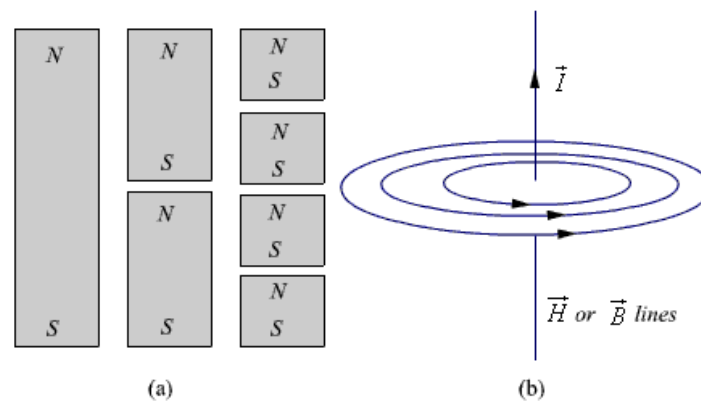 N N N
S
S N
S
N N
S
S S N
S
(a)
I⃗
H⃗ or B⃗ lines
(b)